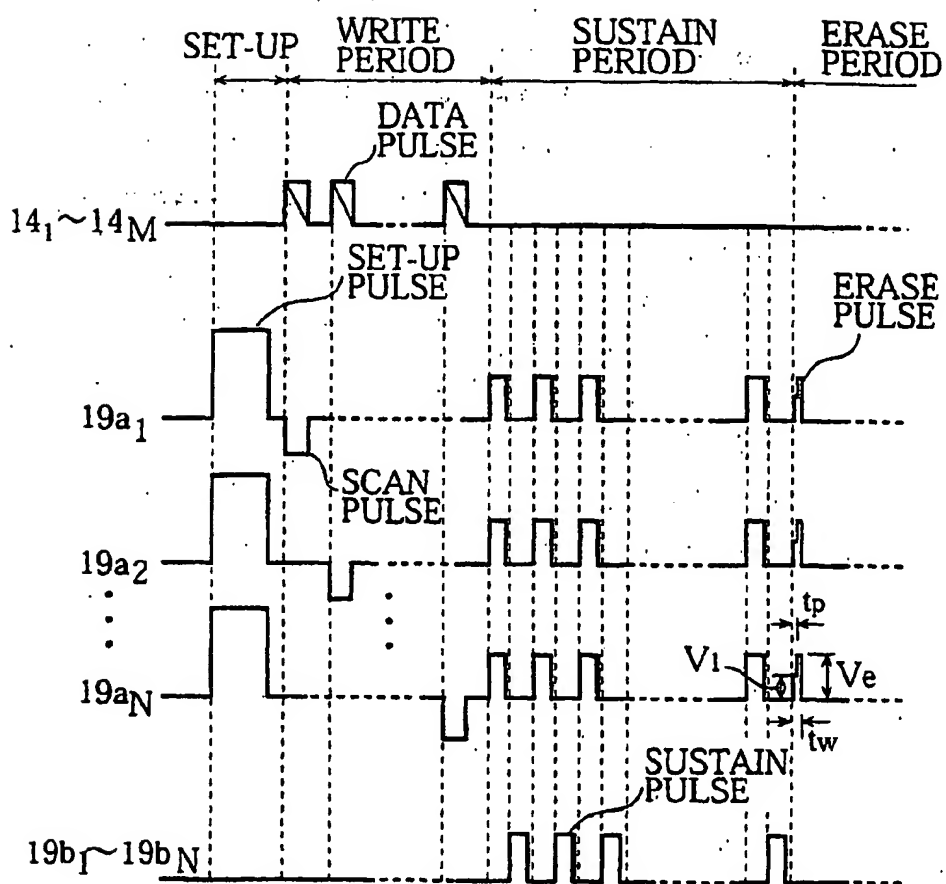 SET-UP
WRITE
PERIOD
SUSTAIN
PERIOD
ERASE
PERIOD
DATA
PULSE
14₁~14M
SET-UP
PULSE
ERASE
PULSE
19a₁
SCAN
PULSE
19a₂
tp
V₁
Ve
19aN
tw
SUSTAIN
PULSE
19b₁~19bN